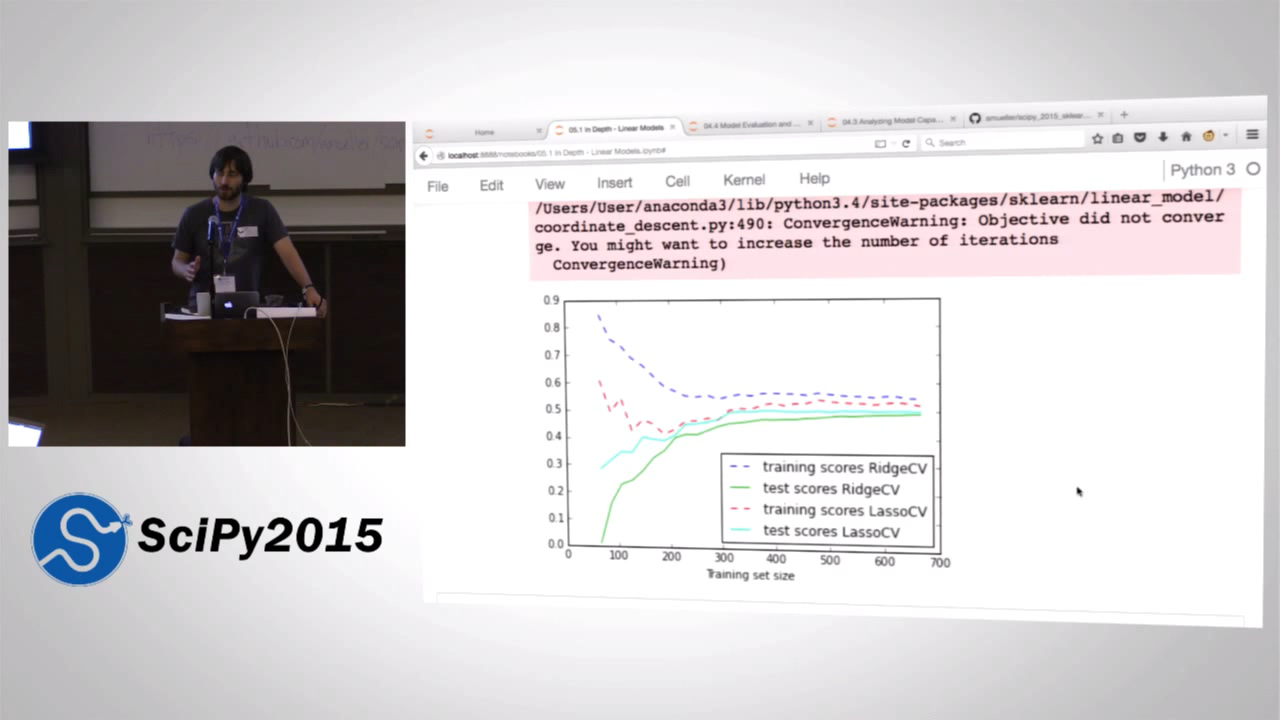 Home
05.1 In Depth - Linear Models
04.4 Model Evaluation and ...
04.3 Analyzing Model Capa...
amueller/scipy_2015_sklear...
localhost:8888/notebooks/05.1 In Depth - Linear Models.ipynb#
Search
File Edit View Insert Cell Kernel Help
Python 3
/Users/User/anaconda3/lib/python3.4/site-packages/sklearn/linear_model/
coordinate_descent.py:490: ConvergenceWarning: Objective did not conver
ge. You might want to increase the number of iterations
ConvergenceWarning)
0.9
0.8
0.7
0.6
0.5
0.4
0.3
0.2
0.1
0.0
training scores RidgeCV
test scores RidgeCV
training scores LassoCV
test scores LassoCV
0 100 200 300 400 500 600 700
Training set size
SciPy2015